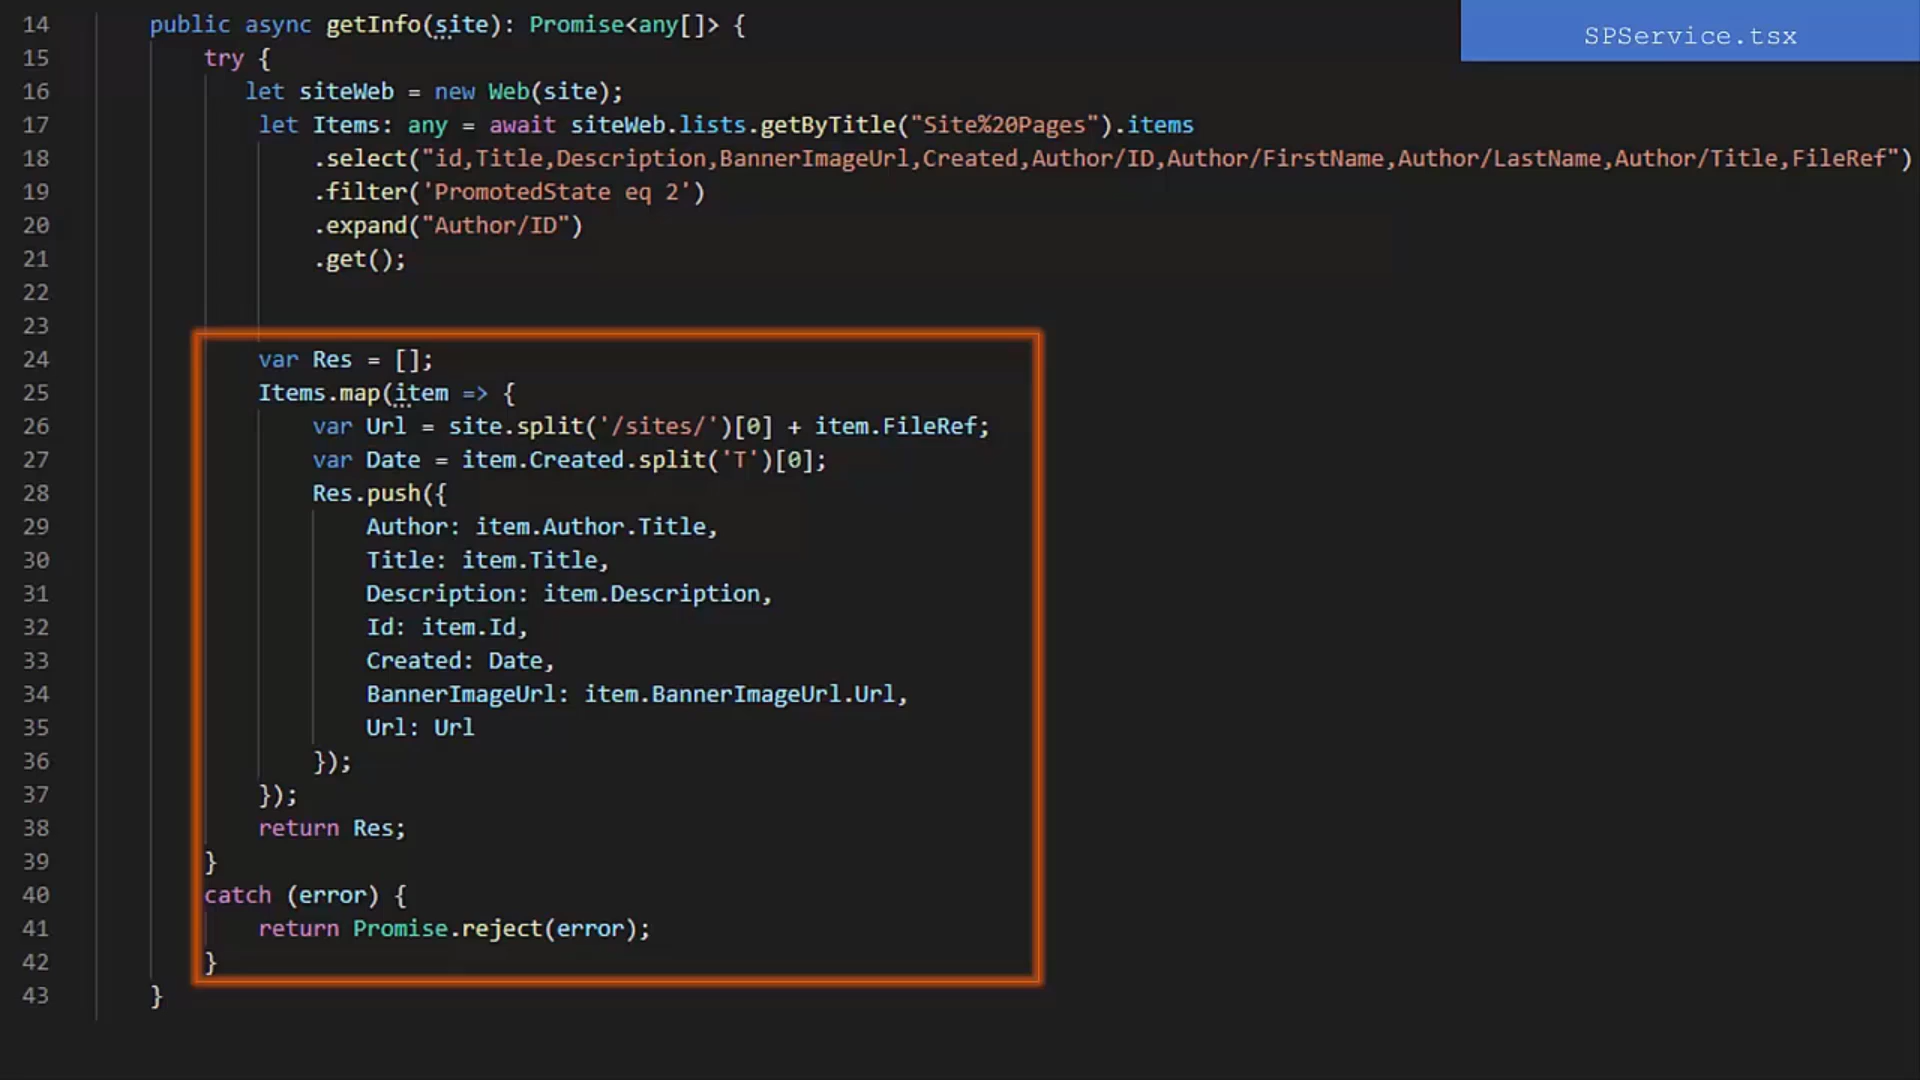 SPService.tsx
14 public async getInfo(site): Promise<any[]> {
15 try {
16 let siteWeb = new Web(site);
17 let Items: any = await siteWeb.lists.getByTitle("Site%20Pages").items
18 .select("id,Title,Description,BannerImageUrl,Created,Author/ID,Author/FirstName,Author/LastName,Author/Title,FileRef")
19 .filter('PromotedState eq 2')
20 .expand("Author/ID")
21 .get();
22
23
24 var Res = [];
25 Items.map(item => {
26 var Url = site.split('/sites/')[0] + item.FileRef;
27 var Date = item.Created.split('T')[0];
28 Res.push({
29 Author: item.Author.Title,
30 Title: item.Title,
31 Description: item.Description,
32 Id: item.Id,
33 Created: Date,
34 BannerImageUrl: item.BannerImageUrl.Url,
35 Url: Url
36 });
37 });
38 return Res;
39 }
40 catch (error) {
41 return Promise.reject(error);
42 }
43 }